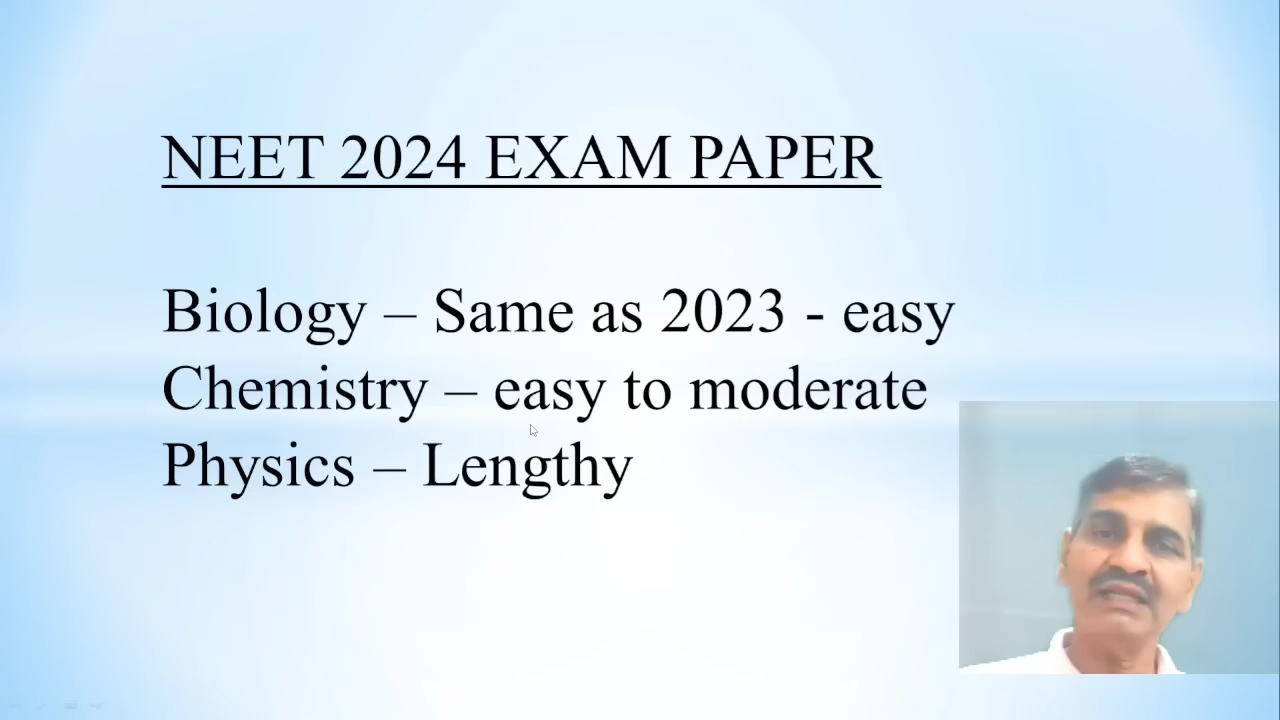 NEET 2024 EXAM PAPER
Biology – Same as 2023 - easy
Chemistry – easy to moderate
Physics – Lengthy